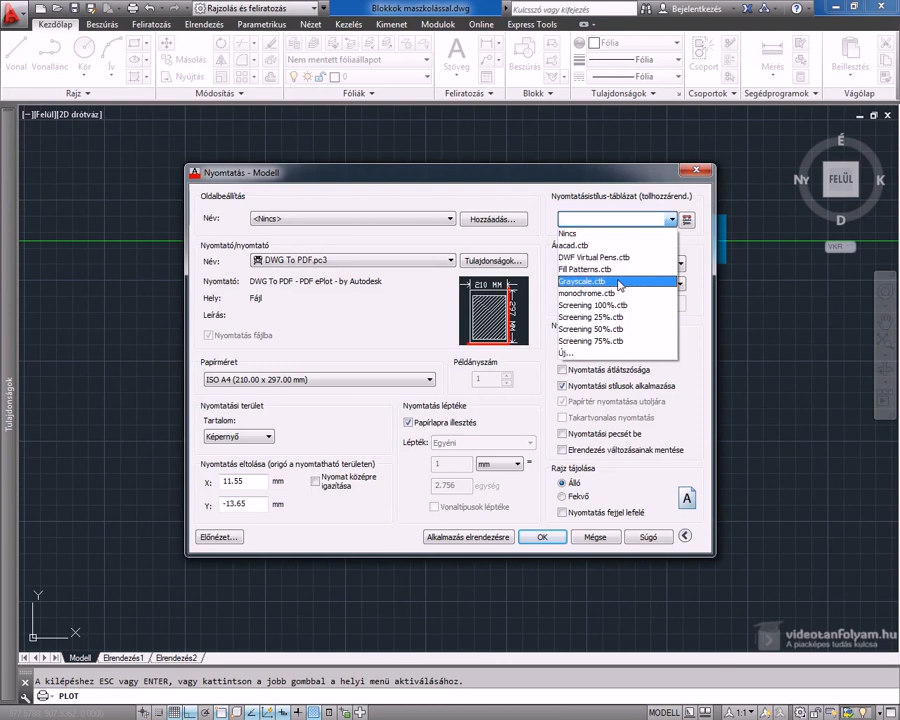 Rajzolás és feliratozás
Blokkok maszkolással.dwg
Kulcsszó vagy kifejezés
Bejelentkezés
Kezdőlap
Beszúrás
Feliratozás
Elrendezés
Parametrikus
Nézet
Kezelés
Kimenet
Modulok
Online
Express Tools
Vonal
Vonallánc
Kör
Ív
Másolás
Nyújtás
Nem mentett fóliaállapot
0
Szöveg
Beszúrás
Fólia
Fólia
Fólia
Csoport
Mérés
Beillesztés
Rajz
Módosítás
Fóliák
Feliratozás
Blokk
Tulajdonságok
Csoportok
Segédprogramok
Vágólap
[−][Felül][2D drótváz]
É
Ny
FELÜL
K
D
VKR
Tulajdonságok
Nyomtatás - Modell
Oldalbeállítás
Név:
<Nincs>
Hozzáadás...
Nyomtató/nyomtató
Név:
DWG To PDF.pc3
Tulajdonságok...
Nyomtató:
DWG To PDF - PDF ePlot - by Autodesk
Hely:
Fájl
Leírás:
Nyomtatás fájlba
210 MM
297 MM
Papírméret
ISO A4 (210.00 x 297.00 mm)
Példányszám
1
Nyomtatási terület
Tartalom:
Képernyő
Nyomtatás léptéke
Papírlapra illesztés
Lépték:
Egyéni
1
mm
=
2.756
egység
Vonaltípusok léptéke
Nyomtatás eltolása (origó a nyomtatható területen)
X:
11.55
mm
Y:
-13.65
mm
Nyomat középre
igazítása
Nyomtatásistílus-táblázat (tollhozzárend.)
Nincs
acad.ctb
DWF Virtual Pens.ctb
Fill Patterns.ctb
Grayscale.ctb
monochrome.ctb
Screening 100%.ctb
Screening 25%.ctb
Screening 50%.ctb
Screening 75%.ctb
Új...
Nyomtatás átlátszósága
Nyomtatási stílusok alkalmazása
Papírtér nyomtatása utoljára
Takartvonalas nyomtatás
Nyomtatási pecsét be
Elrendezés változásainak mentése
Rajz tájolása
Álló
Fekvő
Nyomtatás fejjel lefelé
A
Előnézet...
Alkalmazás elrendezésre
OK
Mégse
Súgó
Y
X
videotanfolyam.hu
A piacképes tudás kulcsa
Modell
Elrendezés1
Elrendezés2
A kilépéshez ESC vagy ENTER, vagy kattintson a jobb gombbal a helyi menü aktiválásához.
PLOT
MODELL
1:1